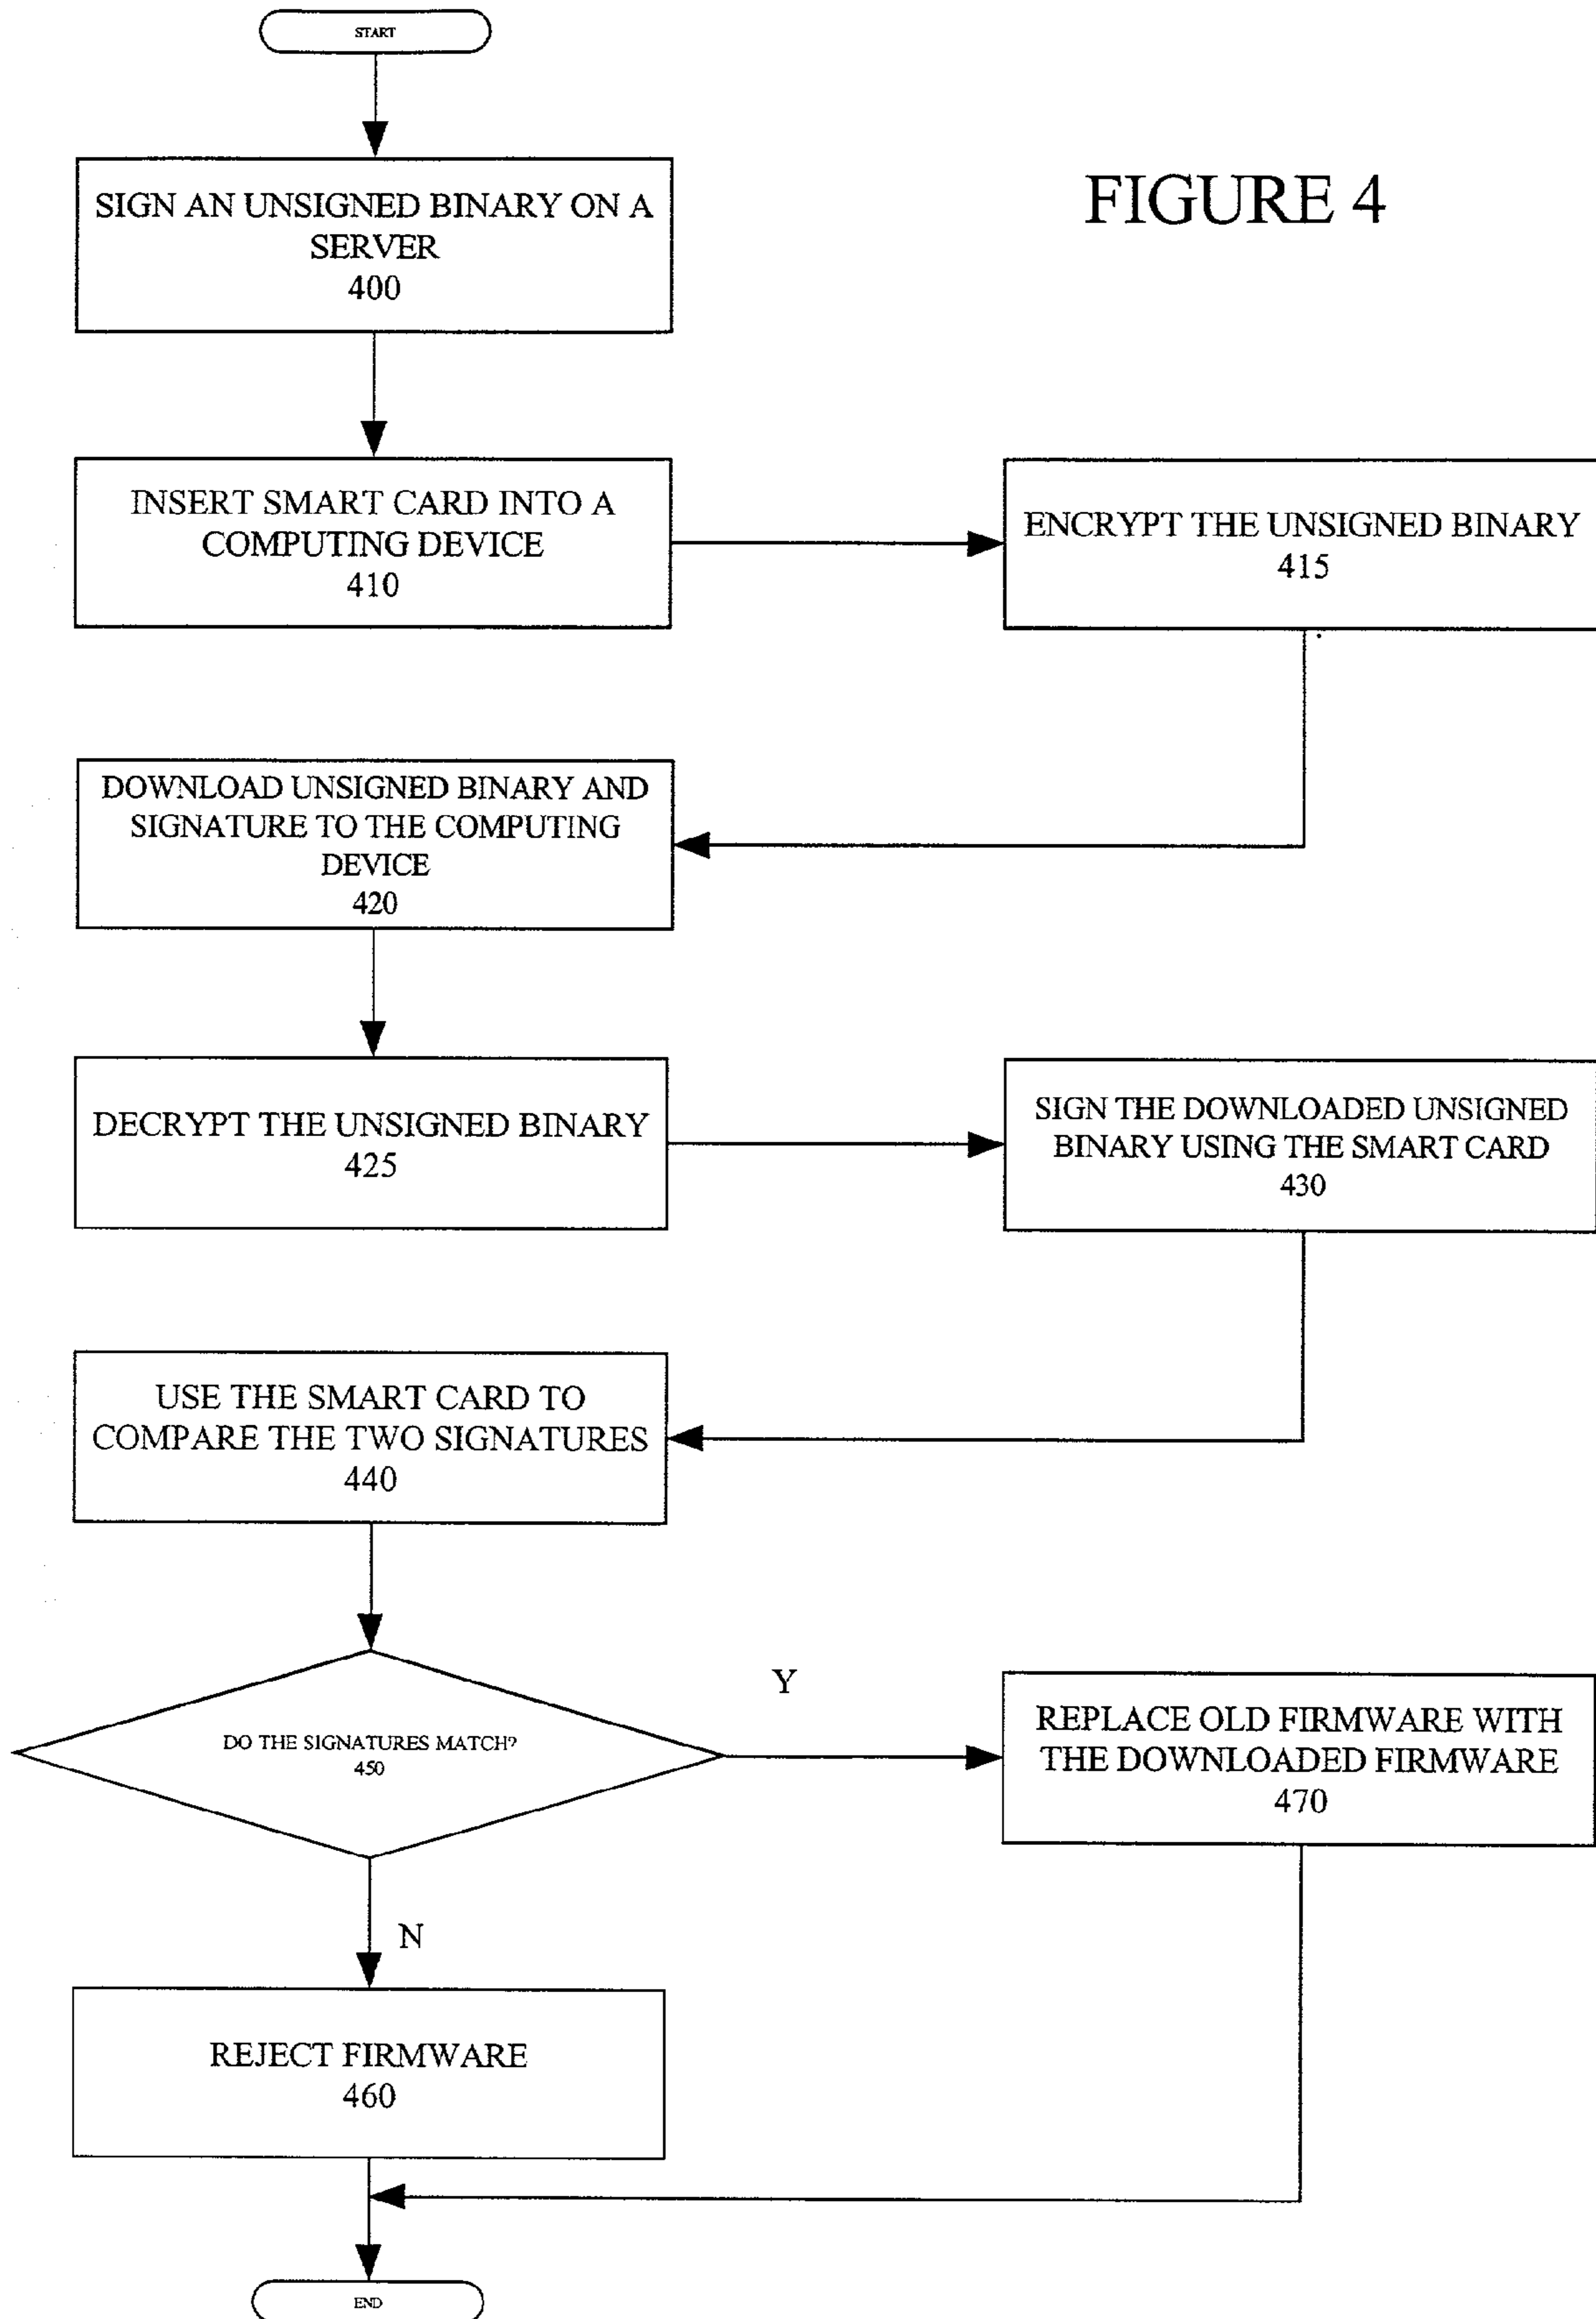 START
FIGURE 4
SIGN AN UNSIGNED BINARY ON A
SERVER
400
INSERT SMART CARD INTO A
COMPUTING DEVICE
410
ENCRYPT THE UNSIGNED BINARY
415
DOWNLOAD UNSIGNED BINARY AND
SIGNATURE TO THE COMPUTING
DEVICE
420
DECRYPT THE UNSIGNED BINARY
425
SIGN THE DOWNLOADED UNSIGNED
BINARY USING THE SMART CARD
430
USE THE SMART CARD TO
COMPARE THE TWO SIGNATURES
440
DO THE SIGNATURES MATCH?
450
Y
REPLACE OLD FIRMWARE WITH
THE DOWNLOADED FIRMWARE
470
N
REJECT FIRMWARE
460
END